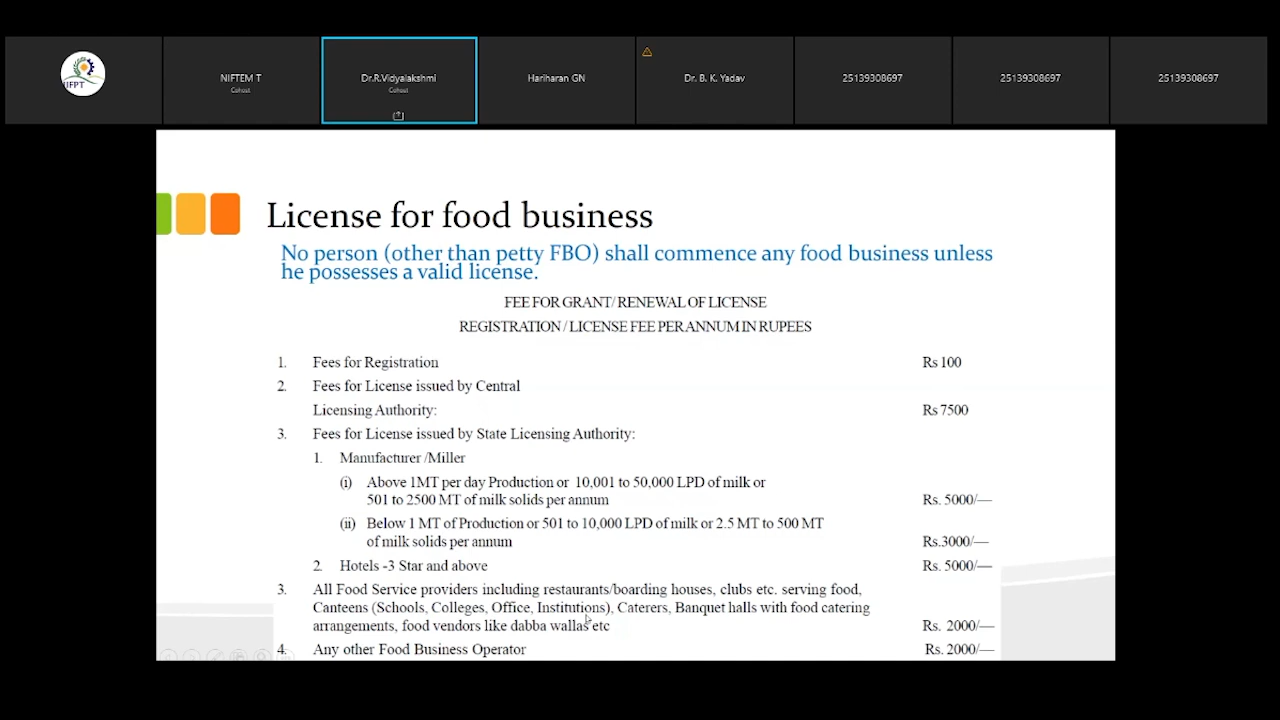 IIFPT
NIFTEM T
Cohost
Dr.R.Vidyalakshmi
Cohost
Hariharan GN
Dr. B. K. Yadav
25139308697
25139308697
25139308697
License for food business
No person (other than petty FBO) shall commence any food business unless
he possesses a valid license.
FEE FOR GRANT/ RENEWAL OF LICENSE
REGISTRATION / LICENSE FEE PER ANNUM IN RUPEES
1. Fees for Registration Rs 100
2. Fees for License issued by Central
Licensing Authority: Rs 7500
3. Fees for License issued by State Licensing Authority:
1. Manufacturer /Miller
(i) Above 1MT per day Production or 10,001 to 50,000 LPD of milk or
501 to 2500 MT of milk solids per annum Rs. 5000/—
(ii) Below 1 MT of Production or 501 to 10,000 LPD of milk or 2.5 MT to 500 MT
of milk solids per annum Rs.3000/—
2. Hotels -3 Star and above Rs. 5000/—
3. All Food Service providers including restaurants/boarding houses, clubs etc. serving food,
Canteens (Schools, Colleges, Office, Institutions), Caterers, Banquet halls with food catering
arrangements, food vendors like dabba wallas etc Rs. 2000/—
4. Any other Food Business Operator Rs. 2000/—